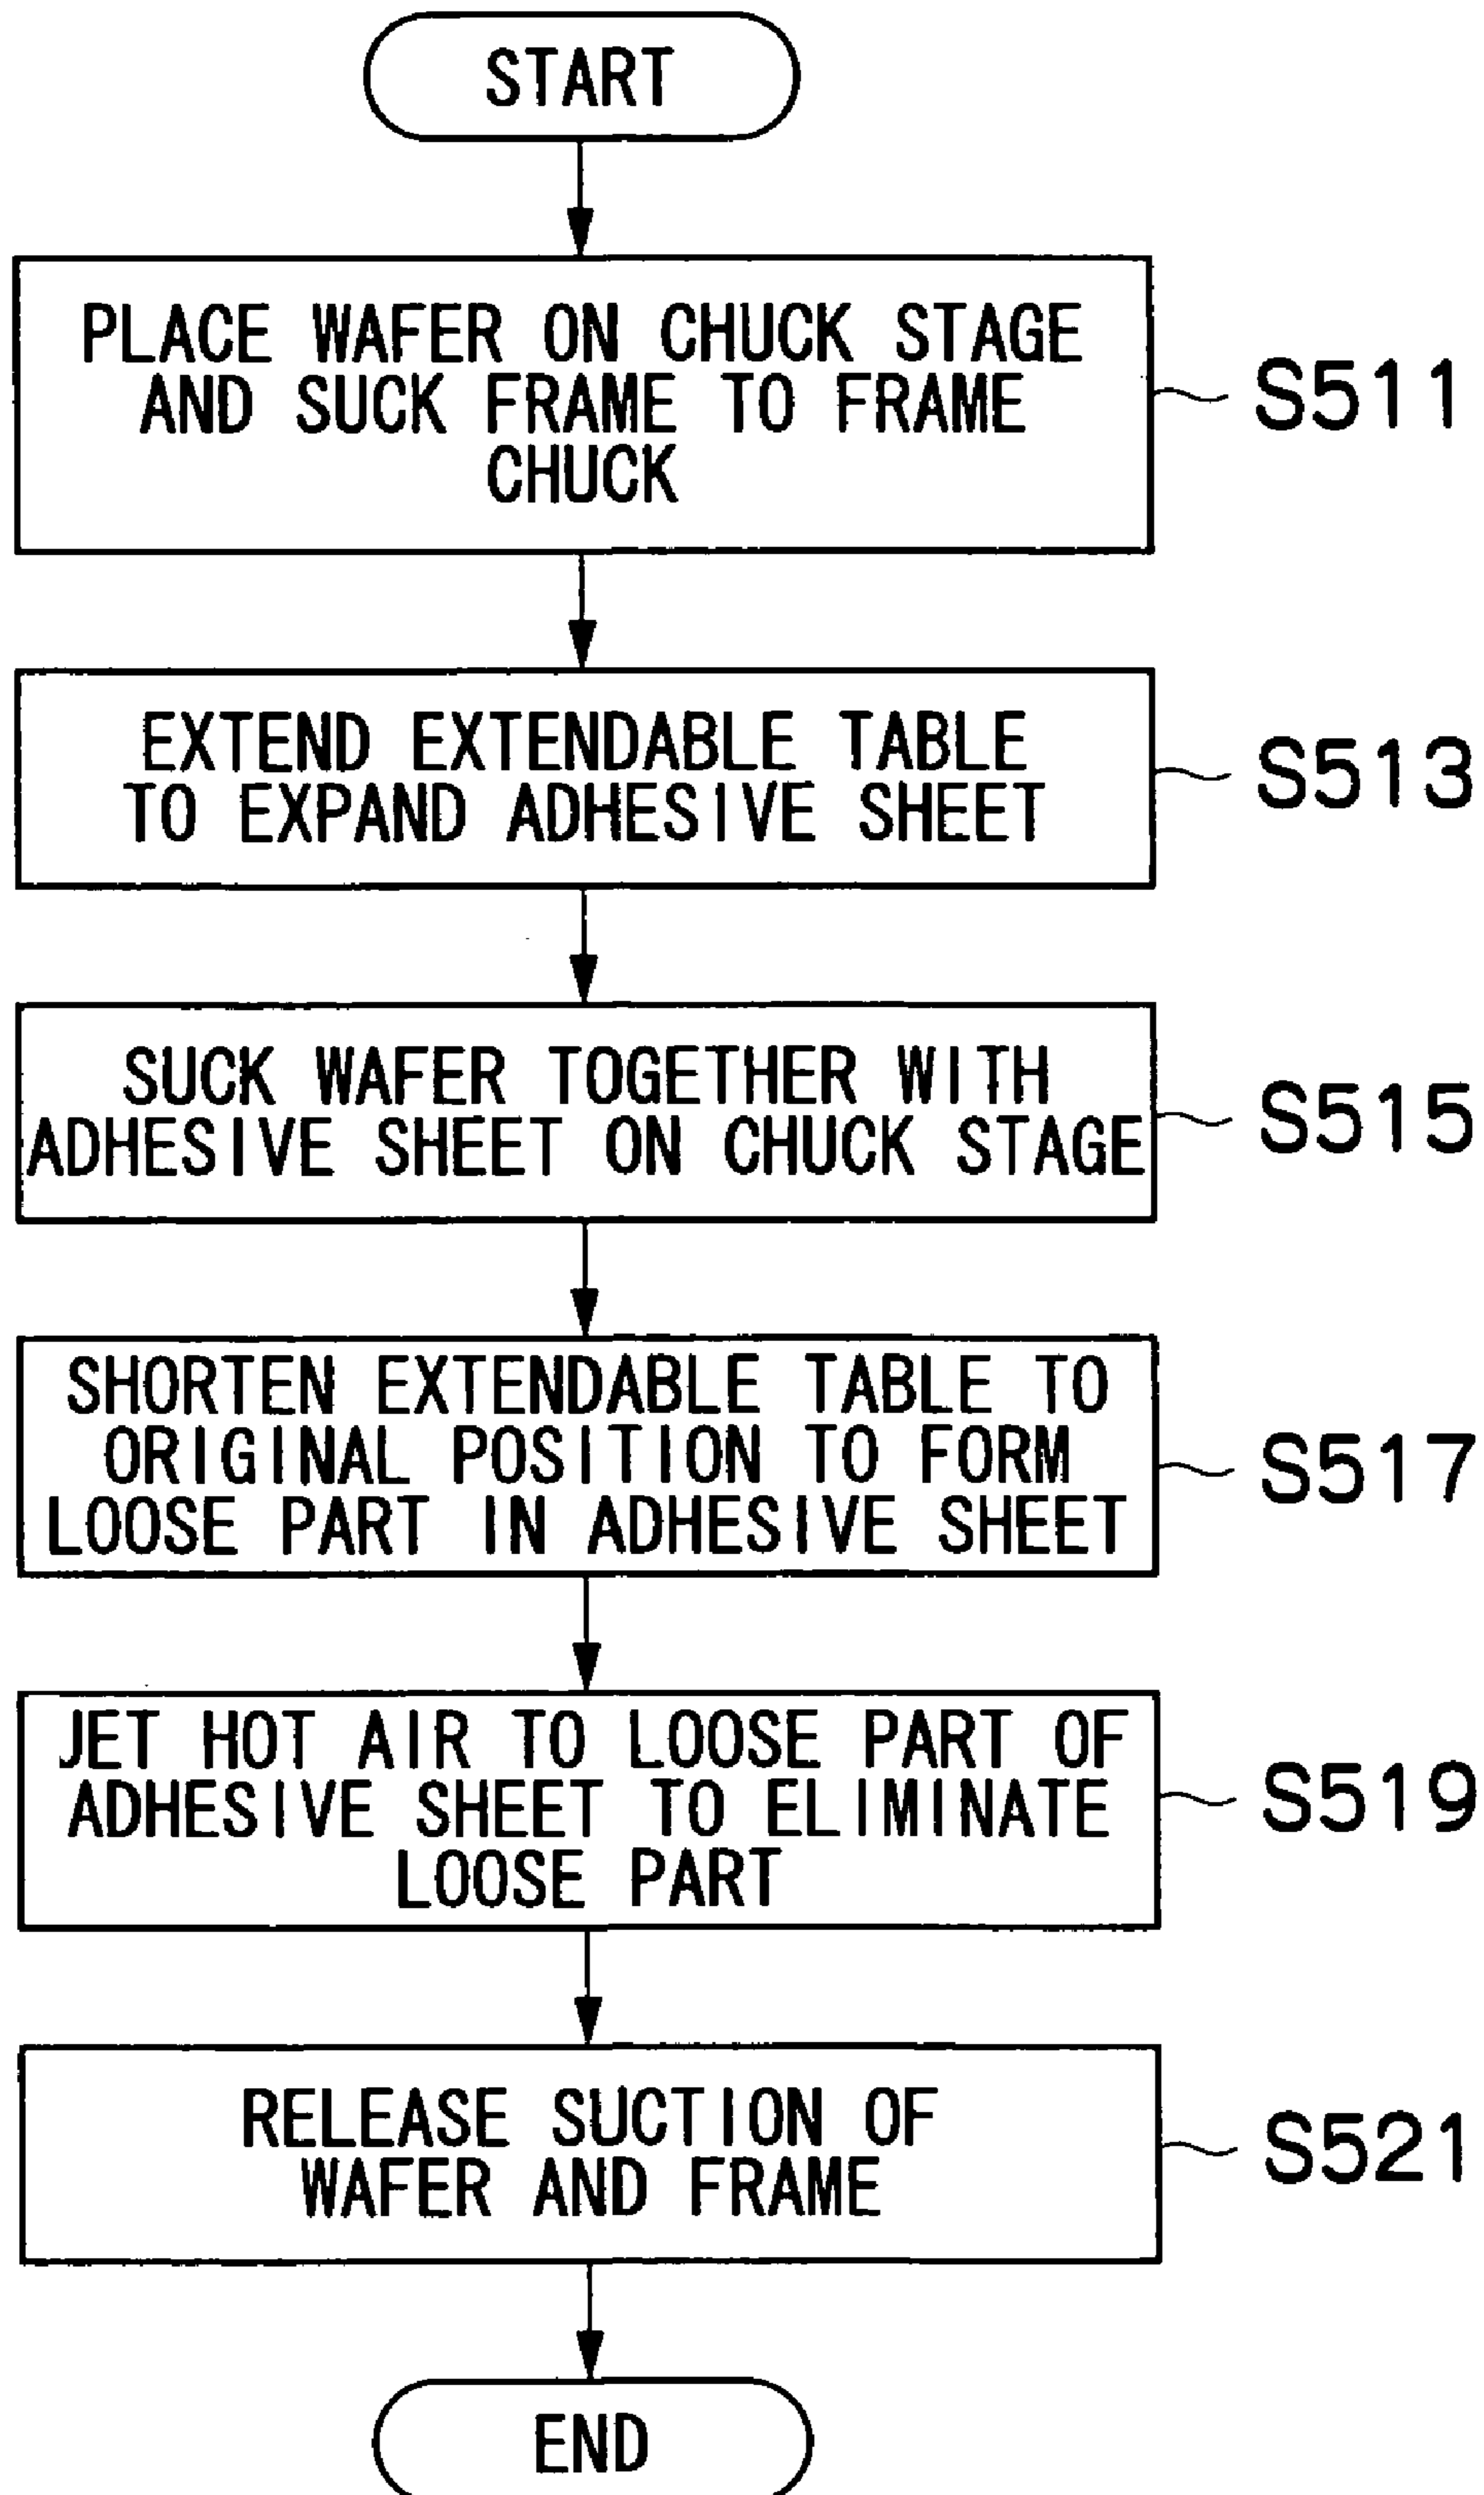 START
PLACE WAFER ON CHUCK STAGE
AND SUCK FRAME TO FRAME
CHUCK
S511
EXTEND EXTENDABLE TABLE
TO EXPAND ADHESIVE SHEET
S513
SUCK WAFER TOGETHER WITH
ADHESIVE SHEET ON CHUCK STAGE
S515
SHORTEN EXTENDABLE TABLE TO
ORIGINAL POSITION TO FORM
LOOSE PART IN ADHESIVE SHEET
S517
JET HOT AIR TO LOOSE PART OF
ADHESIVE SHEET TO ELIMINATE
LOOSE PART
S519
RELEASE SUCTION OF
WAFER AND FRAME
S521
END